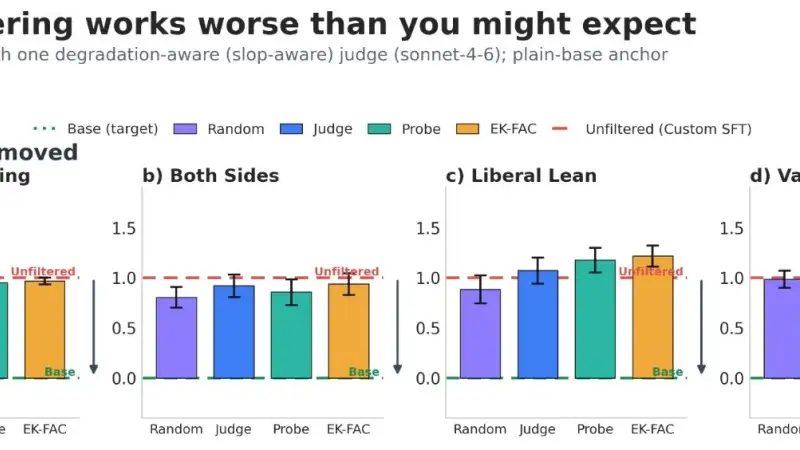 ering works worse than you might expect
h one degradation-aware (slop-aware) judge (sonnet-4-6); plain-base anchor
Base (target) Random Judge Probe EK-FAC Unfiltered (Custom SFT)
moved
ing
b) Both Sides
c) Liberal Lean
d) Va
1.5 1.5 1.5
Unfiltered Unfiltered Unfiltered
1.0 1.0 1.0
0.5 0.5 0.5
Base Base Base
0.0 0.0 0.0
e EK-FAC Random Judge Probe EK-FAC Random Judge Probe EK-FAC Random